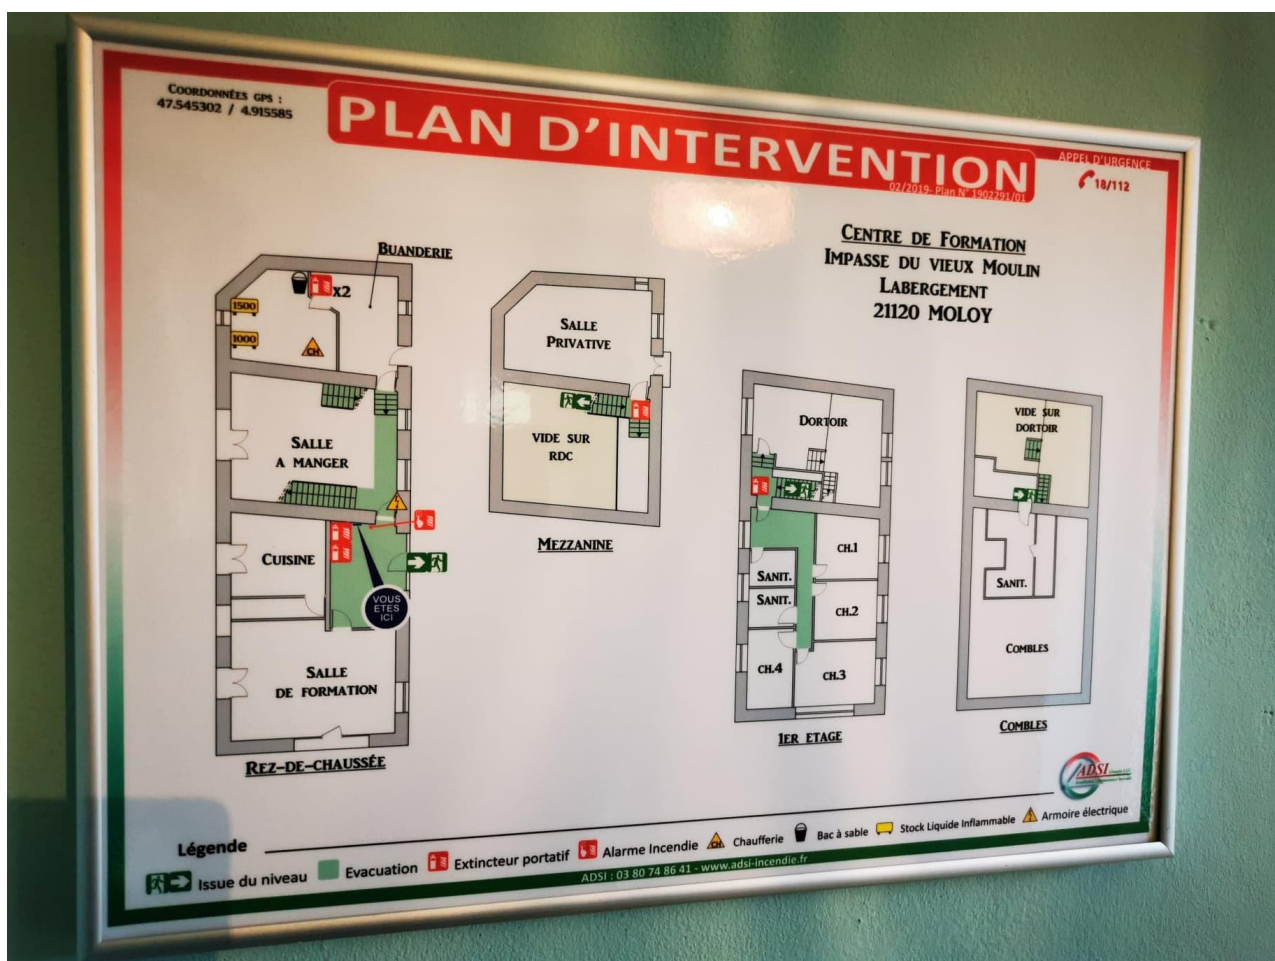 COORDONNÉES GPS :
47.545302 / 4.915585
PLAN D'INTERVENTION
02/2019- Plan N° 1902291/01
APPEL D'URGENCE
18/112
CENTRE DE FORMATION
IMPASSE DU VIEUX MOULIN
LABERGEMENT
21120 MOLOY
BUANDERIE
x2
1500
1000
CH
SALLE
A MANGER
CUISINE
VOUS
ETES
ICI
SALLE
DE FORMATION
REZ-DE-CHAUSSÉE
SALLE
PRIVATIVE
VIDE SUR
RDC
MEZZANINE
DORTOIR
CH.1
SANIT.
SANIT.
CH.2
CH.4
CH.3
1ER ETAGE
VIDE SUR
DORTOIR
SANIT.
COMBLES
COMBLES
ADSI
Légende
Issue du niveau
Evacuation
Extincteur portatif
Alarme Incendie
CH
Chaufferie
Bac à sable
Stock Liquide Inflammable
Armoire électrique
ADSI : 03 80 74 86 41 - www.adsi-incendie.fr